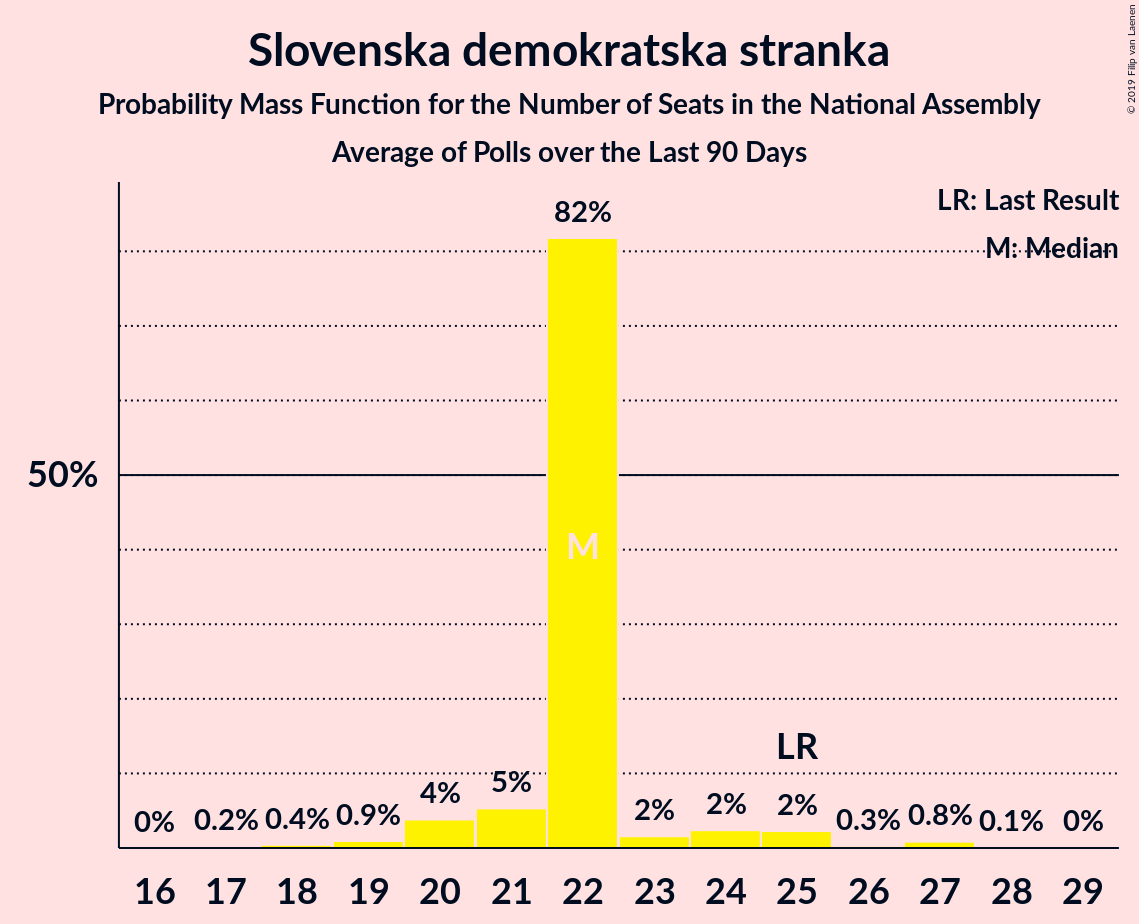 Slovenska demokratska stranka
Probability Mass Function for the Number of Seats in the National Assembly
Average of Polls over the Last 90 Days
© 2019 Filip van Laenen
LR: Last Result
M: Median
50%
82%
M
LR
0% 0.2% 0.4% 0.9% 4% 5% 2% 2% 2% 0.3% 0.8% 0.1% 0%
16 17 18 19 20 21 22 23 24 25 26 27 28 29